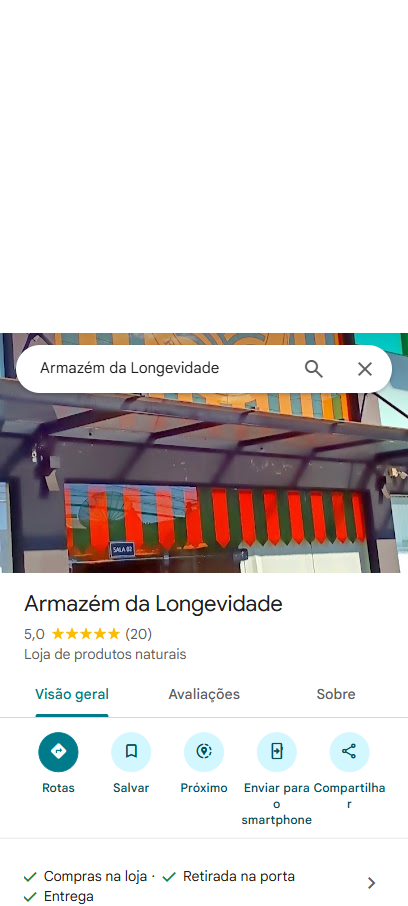 Armazém da Longevidade
SALA 02
Armazém da Longevidade
5,0 ★★★★★ (20)
Loja de produtos naturais
Visão geral Avaliações Sobre
Rotas Salvar Próximo Enviar para o smartphone Compartilhar
✓ Compras na loja · ✓ Retirada na porta
✓ Entrega